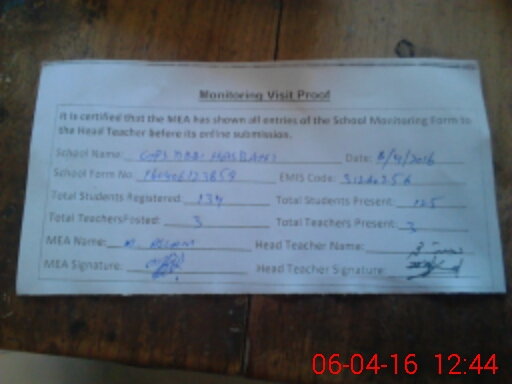 Monitoring Visit Proof
It is certified that the MEA has shown all entries of the School Monitoring Form to
the Head Teacher before its online submission.
School Name: GPS Date: 6/4/2016
School Form No EMIS Code:
Total Students Registered: 134 Total Students Present: 125
Total TeachersPosted: 3 Total Teachers Present: 3
MEA Name: M. ASLAM Head Teacher Name:
MEA Signature: Head Teacher Signature:
06-04-16 12:44